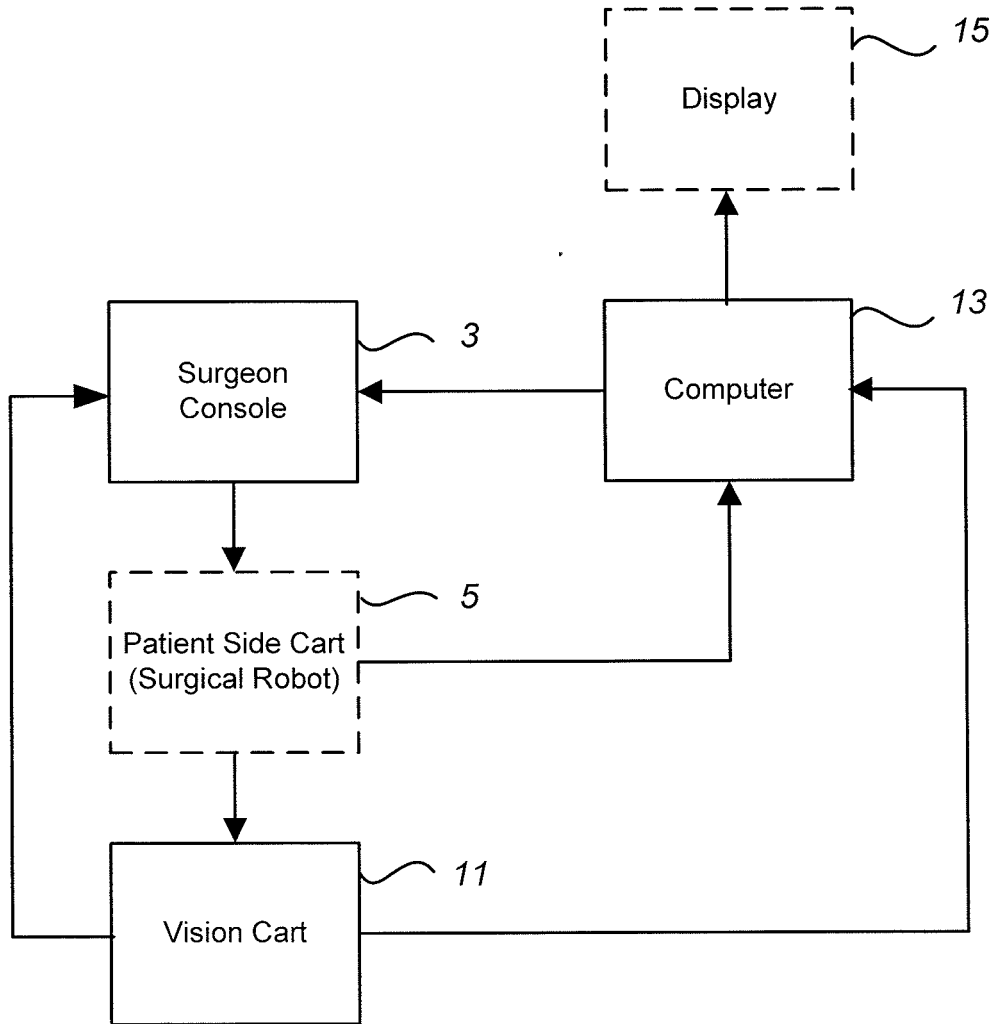 15
Display
13
3
Surgeon
Console
Computer
5
Patient Side Cart
(Surgical Robot)
11
Vision Cart